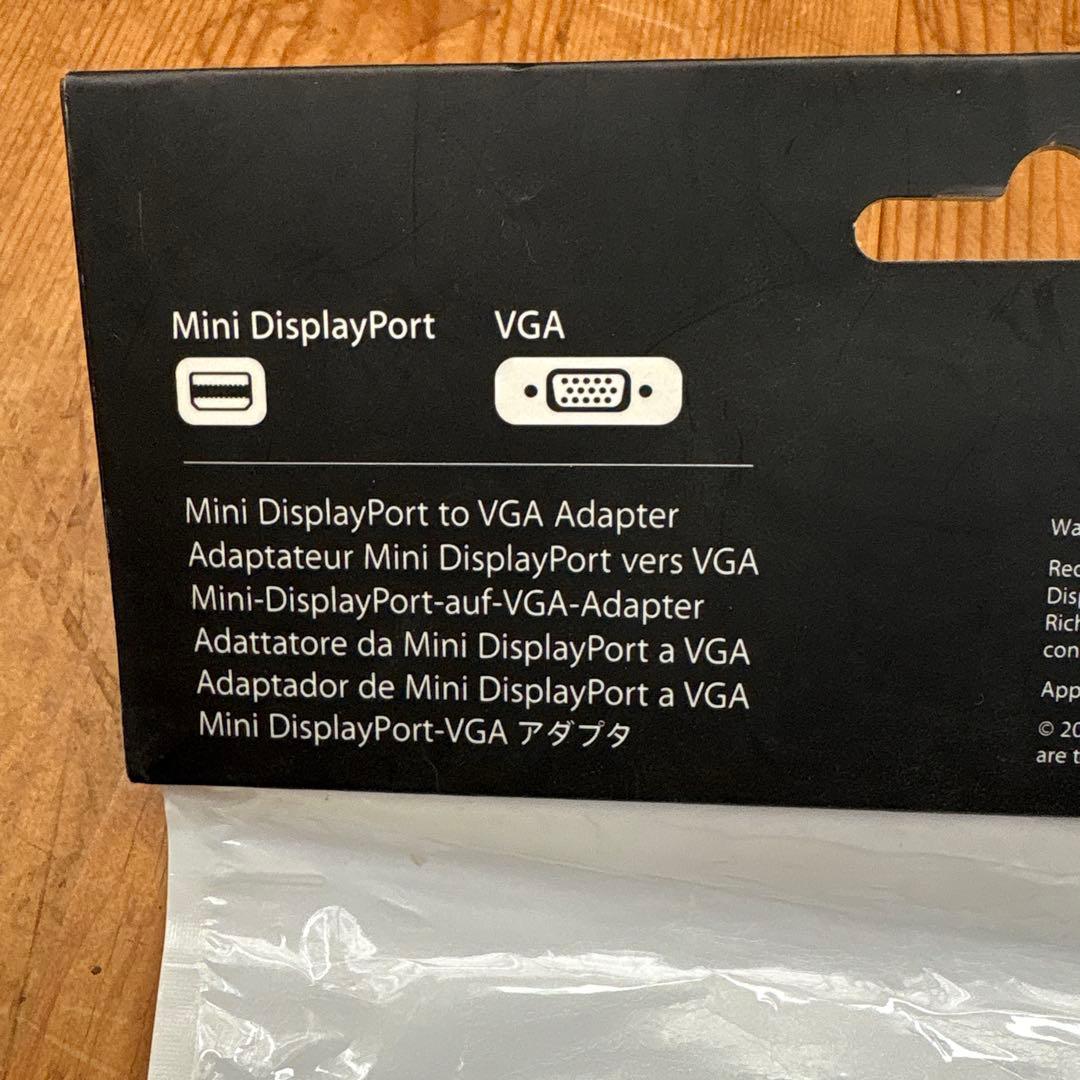 Mini DisplayPort VGA
Mini DisplayPort to VGA Adapter
Adaptateur Mini DisplayPort vers VGA
Mini-DisplayPort-auf-VGA-Adapter
Adattatore da Mini DisplayPort a VGA
Adaptador de Mini DisplayPort a VGA
Mini DisplayPort-VGA アダプタ
©
are